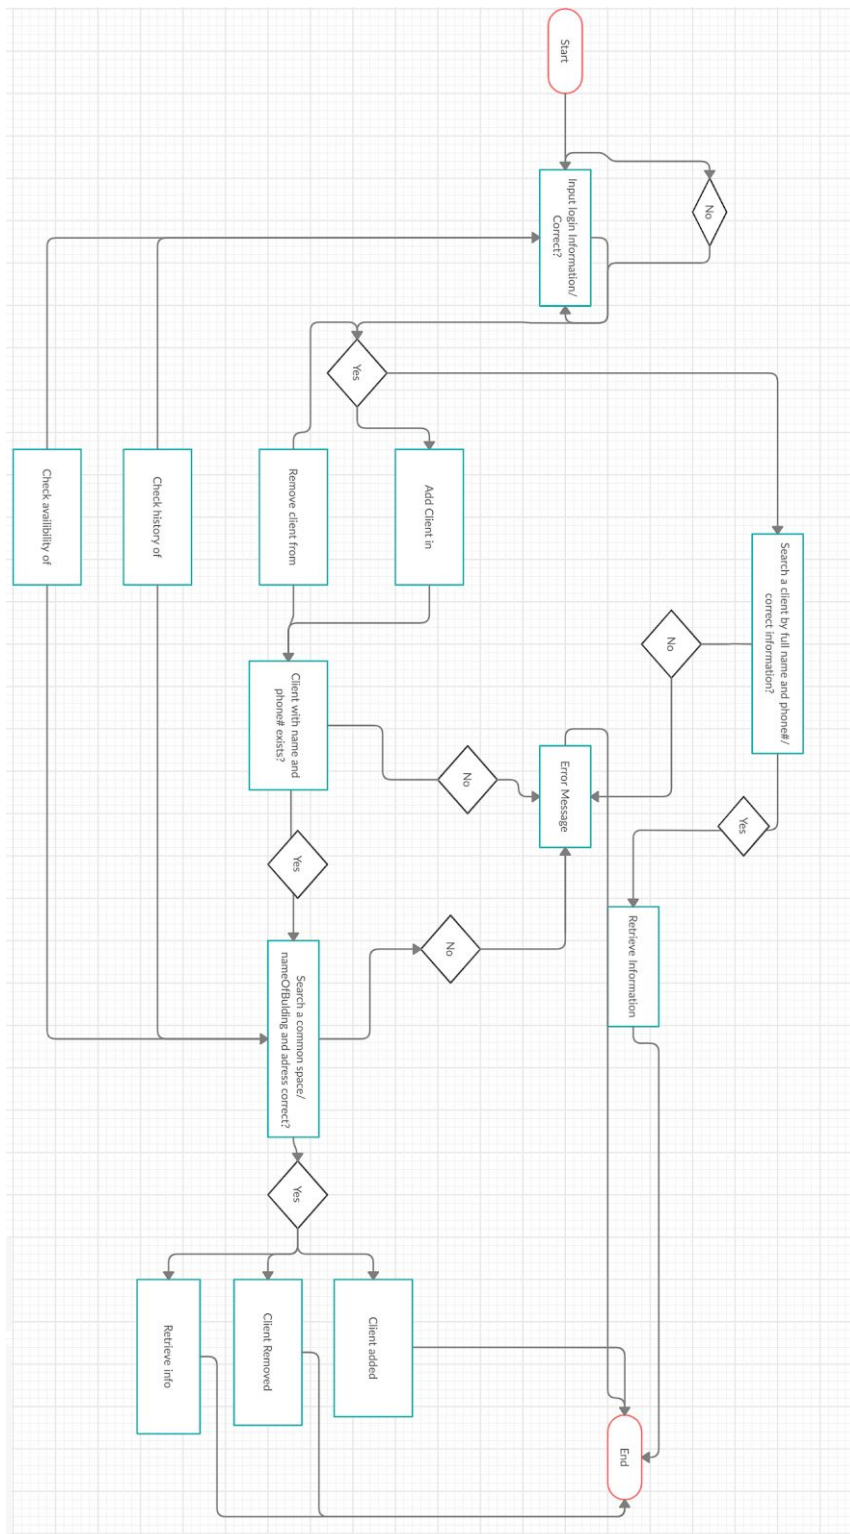 Start
No
Input login Information/
Correct?
Yes
Add Client in
Remove client from
Check history of
Check availibility of
Search a client by full name and phone#/
correct information?
No
Client with name and
phone# exists?
No
Error Message
Yes
Yes
No
Retrieve Information
Search a common space/
nameOfBulding and adress correct?
Yes
Client added
Client Removed
Retrieve info
End